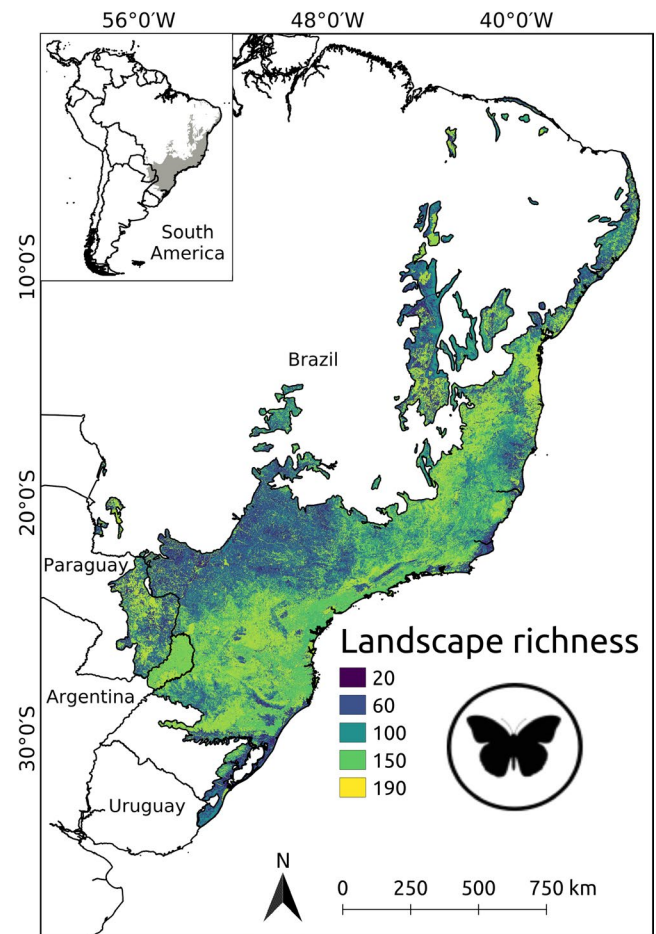 56°0'W 48°0'W 40°0'W
South
America
10°0'S
Brazil
20°0'S
Paraguay
Landscape richness
20
60
100
150
190
Argentina
30°0'S
Uruguay
N
0 250 500 750 km